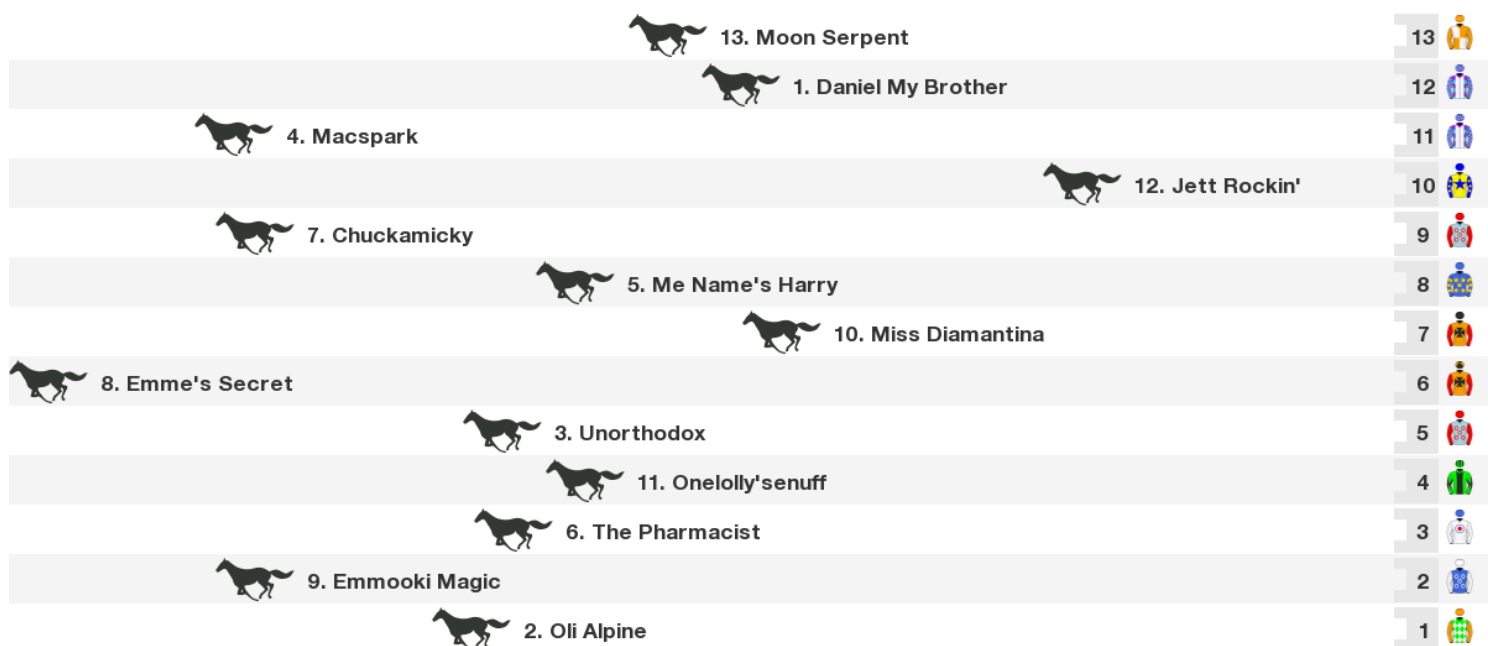 13. Moon Serpent 13
1. Daniel My Brother 12
4. Macspark 11
12. Jett Rockin' 10
7. Chuckamicky 9
5. Me Name's Harry 8
10. Miss Diamantina 7
8. Emme's Secret 6
3. Unorthodox 5
11. Onelolly'senuff 4
6. The Pharmacist 3
9. Emmooki Magic 2
2. Oli Alpine 1